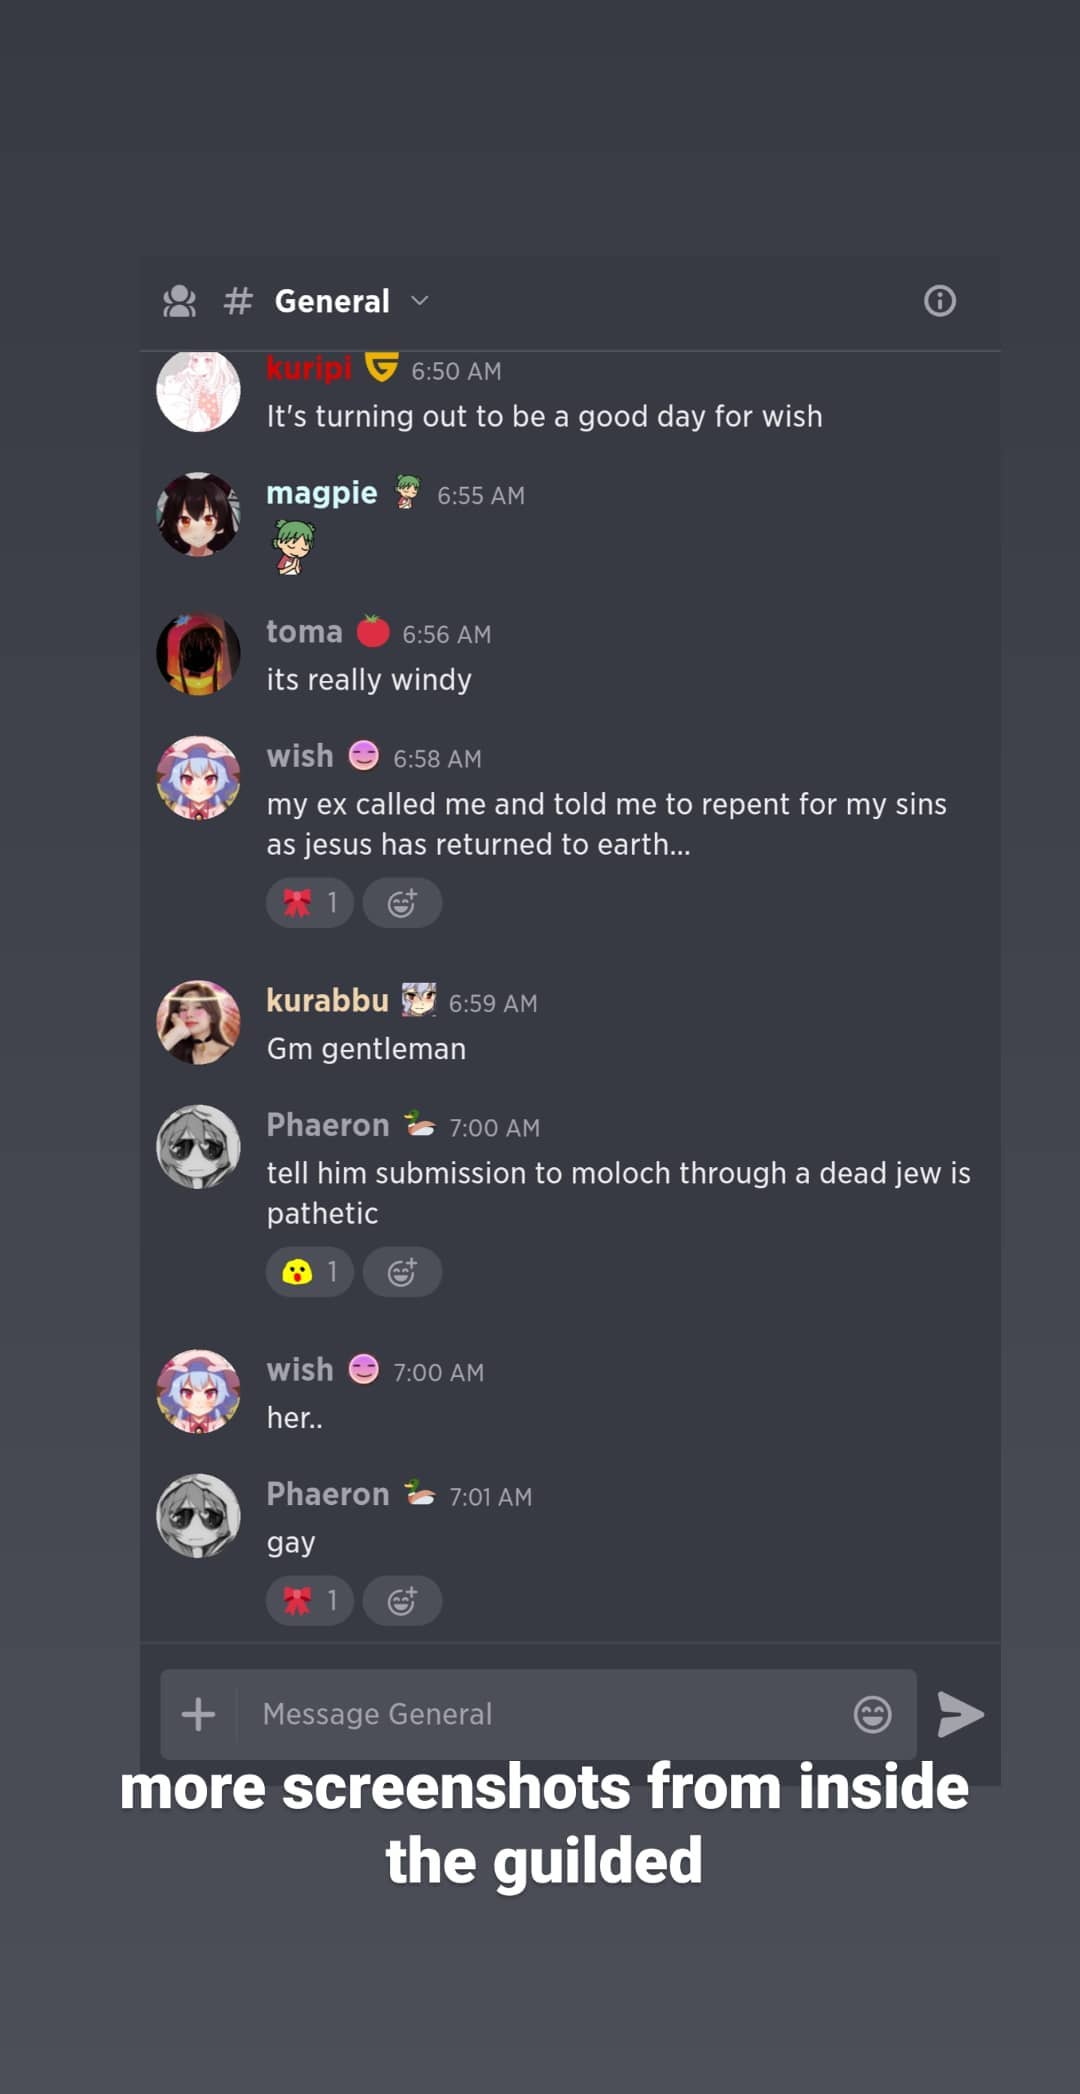 # General
kuripi 6:50 AM
It's turning out to be a good day for wish
magpie 6:55 AM
toma 6:56 AM
its really windy
wish 6:58 AM
my ex called me and told me to repent for my sins
as jesus has returned to earth...
1
kurabbu 6:59 AM
Gm gentleman
Phaeron 7:00 AM
tell him submission to moloch through a dead jew is
pathetic
1
wish 7:00 AM
her..
Phaeron 7:01 AM
gay
1
Message General
more screenshots from inside
the guilded